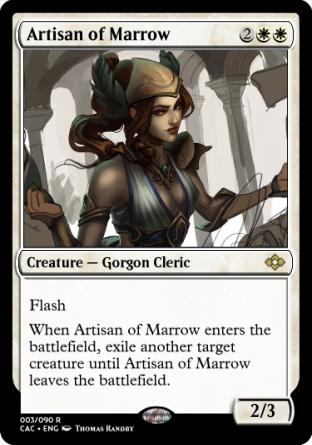 Artisan of Marrow 2
Creature — Gorgon Cleric
Flash
When Artisan of Marrow enters the
battlefield, exile another target
creature until Artisan of Marrow
leaves the battlefield.
003/090 R
CAC • ENG Thomas Randby
2/3